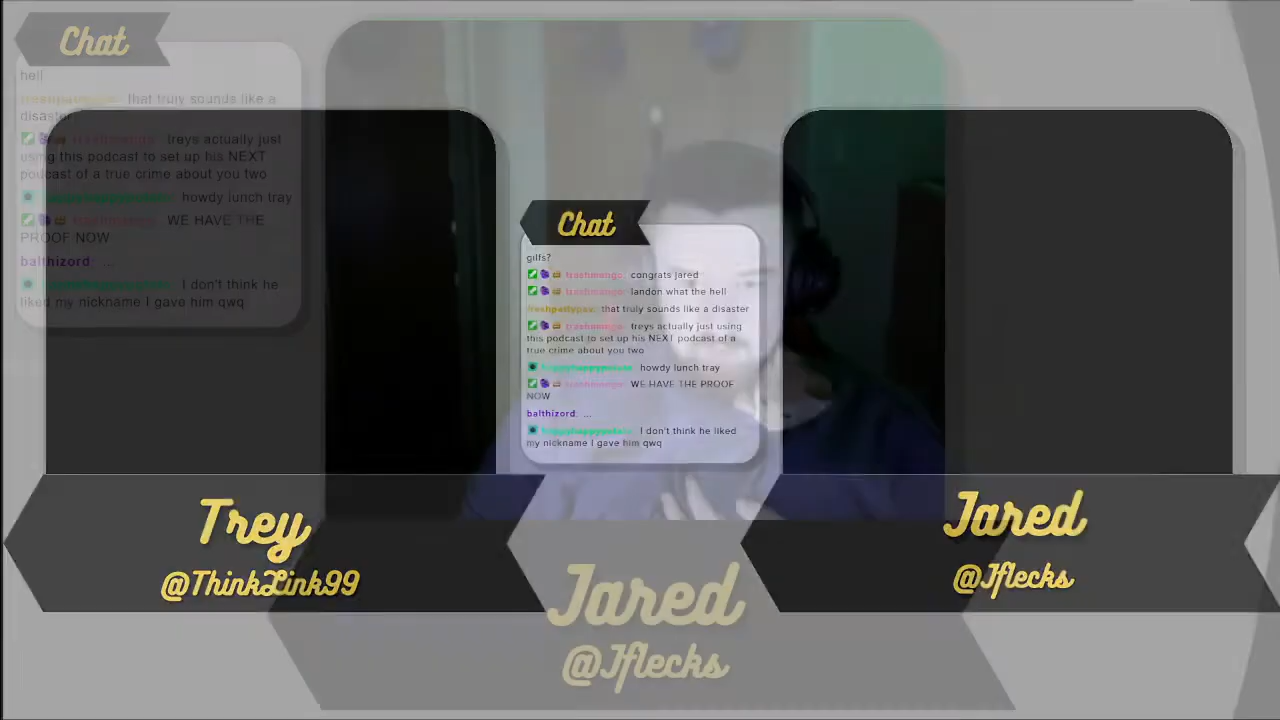 Chat
hell
that truly sounds like a
disaster
trashmango: treys actually just
using this podcast to set up his NEXT
podcast of a true crime about you two
howdy lunch tray
trashmango: WE HAVE THE
PROOF NOW
balthizord: ...
I don't think he
liked my nickname I gave him qwq
Chat
gilfs?
trashmango: congrats jared
trashmango: landon what the hell
that truly sounds like a disaster
trashmango: treys actually just using
this podcast to set up his NEXT podcast of a
true crime about you two
howdy lunch tray
trashmango: WE HAVE THE PROOF
NOW
balthizord: ...
I don't think he liked
my nickname I gave him qwq
Trey
@ThinkLink99
Jared
@Jflecks
Jared
@Jflecks